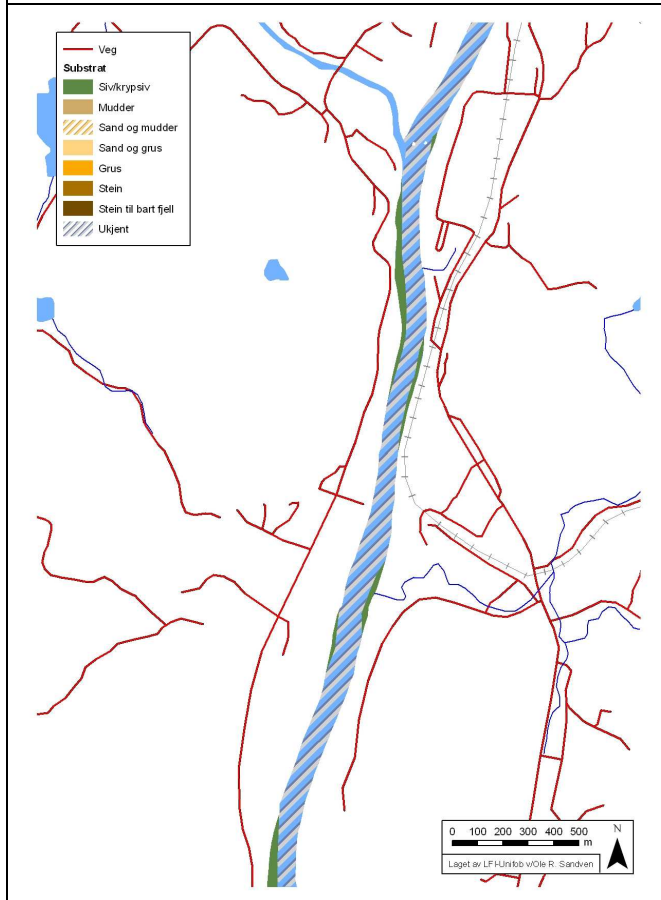 Veg
Substrat
Siv/krypsiv
Mudder
Sand og mudder
Sand og grus
Grus
Stein
Stein til bart fjell
Ukjent
0 100 200 300 400 500
m
N
Laget av LFI-Unifob v/Ole R. Sandven